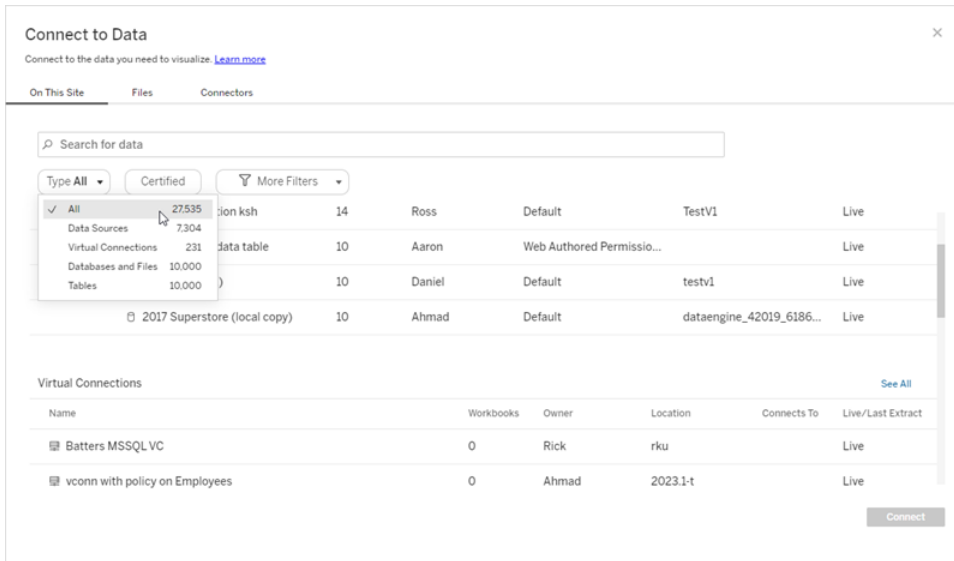 Connect to Data
Connect to the data you need to visualize. Learn more
On This Site Files Connectors
Search for data
Type All Certified More Filters
All 27,535
Data Sources 7,304
Virtual Connections 231
Databases and Files 10,000
Tables 10,000
ion ksh 14 Ross Default TestV1 Live
data table 10 Aaron Web Authored Permissio... Live
) 10 Daniel Default testv1 Live
2017 Superstore (local copy) 10 Ahmad Default dataengine_42019_6186... Live
Virtual Connections See All
Name Workbooks Owner Location Connects To Live/Last Extract
Batters MSSQL VC 0 Rick rku Live
vconn with policy on Employees 0 Ahmad 2023.1-t Live
Connect